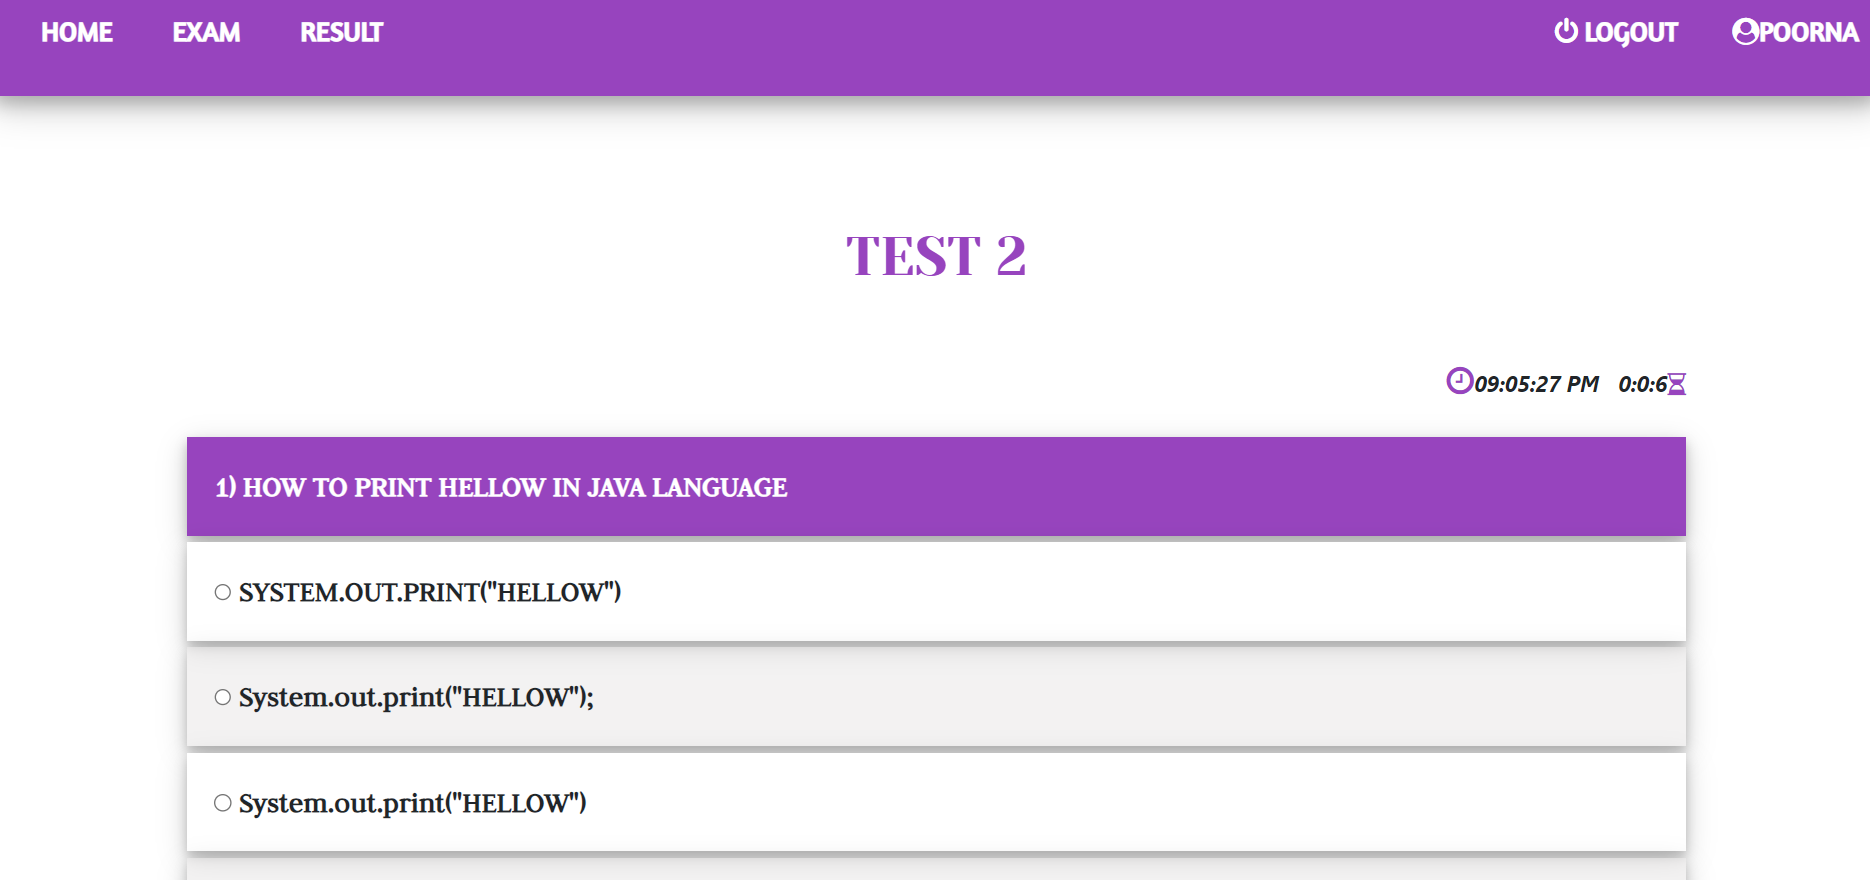 HOME EXAM RESULT LOGOUT POORNA
TEST 2
09:05:27 PM 0:0:6
1) HOW TO PRINT HELLOW IN JAVA LANGUAGE
SYSTEM.OUT.PRINT("HELLOW")
System.out.print("HELLOW");
System.out.print("HELLOW")